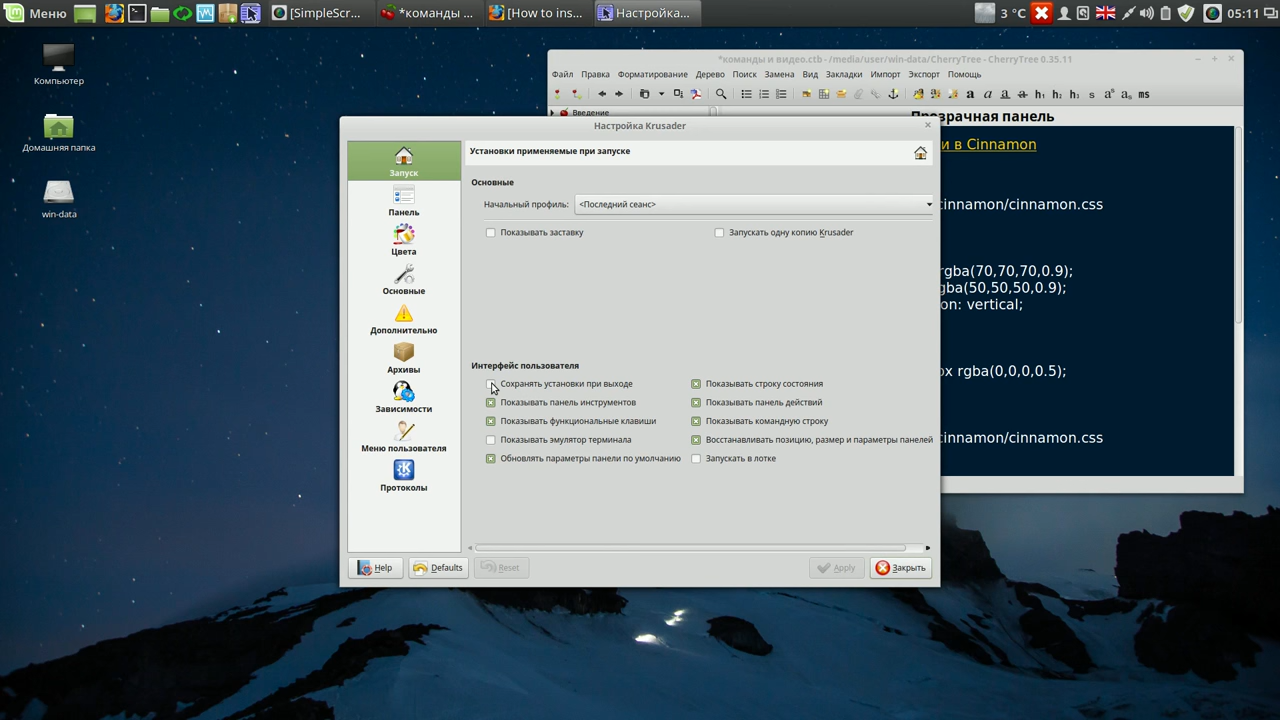 Меню
[SimpleScr...
*команды ...
[How to ins...
Настройка...
3 °C
05:11
Компьютер
Домашняя папка
win-data
*команды и видео.ctb - /media/user/win-data/CherryTree - CherryTree 0.35.11
Файл Правка Форматирование Дерево Поиск Замена Вид Закладки Импорт Экспорт Помощь
h₁ h₂ h₃ s aᵃ aₐ ms
Введение
Прозрачная панель
и в Cinnamon
cinnamon/cinnamon.css
rgba(70,70,70,0.9);
gba(50,50,50,0.9);
on: vertical;
ox rgba(0,0,0,0.5);
cinnamon/cinnamon.css
Настройка Krusader
Запуск
Панель
Цвета
Основные
Дополнительно
Архивы
Зависимости
Меню пользователя
Протоколы
Установки применяемые при запуске
Основные
Начальный профиль: <Последний сеанс>
Показывать заставку
Запускать одну копию Krusader
Интерфейс пользователя
Сохранять установки при выходе
Показывать строку состояния
Показывать панель инструментов
Показывать панель действий
Показывать функциональные клавиши
Показывать командную строку
Показывать эмулятор терминала
Восстанавливать позицию, размер и параметры панелей
Обновлять параметры панели по умолчанию
Запускать в лотке
Help
Defaults
Reset
Apply
Закрыть